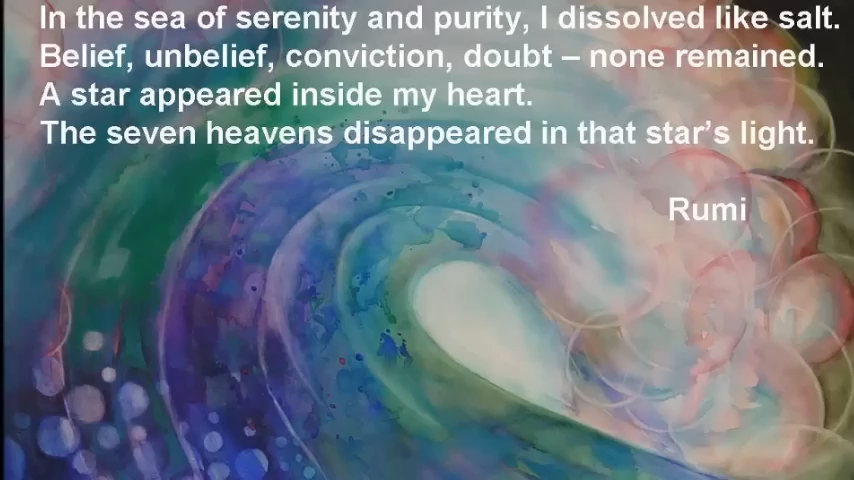 In the sea of serenity and purity, I dissolved like salt.
Belief, unbelief, conviction, doubt – none remained.
A star appeared inside my heart.
The seven heavens disappeared in that star’s light.
Rumi